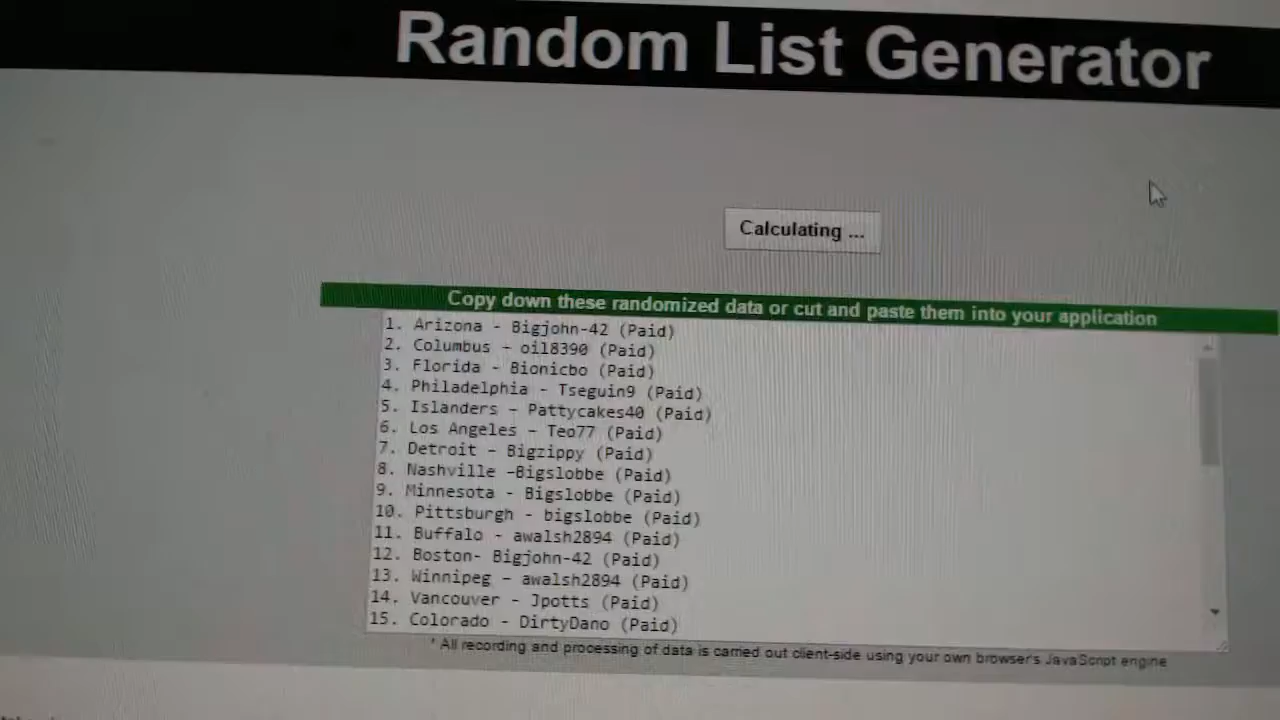 Random List Generator
Calculating ...
Copy down these randomized data or cut and paste them into your application
1. Arizona - Bigjohn-42 (Paid)
2. Columbus - oil8390 (Paid)
3. Florida - Bionicbo (Paid)
4. Philadelphia - Tseguin9 (Paid)
5. Islanders - Pattycakes40 (Paid)
6. Los Angeles - Teo77 (Paid)
7. Detroit - Bigzippy (Paid)
8. Nashville -Bigslobbe (Paid)
9. Minnesota - Bigslobbe (Paid)
10. Pittsburgh - bigslobbe (Paid)
11. Buffalo - awalsh2894 (Paid)
12. Boston- Bigjohn-42 (Paid)
13. Winnipeg - awalsh2894 (Paid)
14. Vancouver - Jpotts (Paid)
15. Colorado - DirtyDano (Paid)
* All recording and processing of data is carried out client-side using your own browser's JavaScript engine